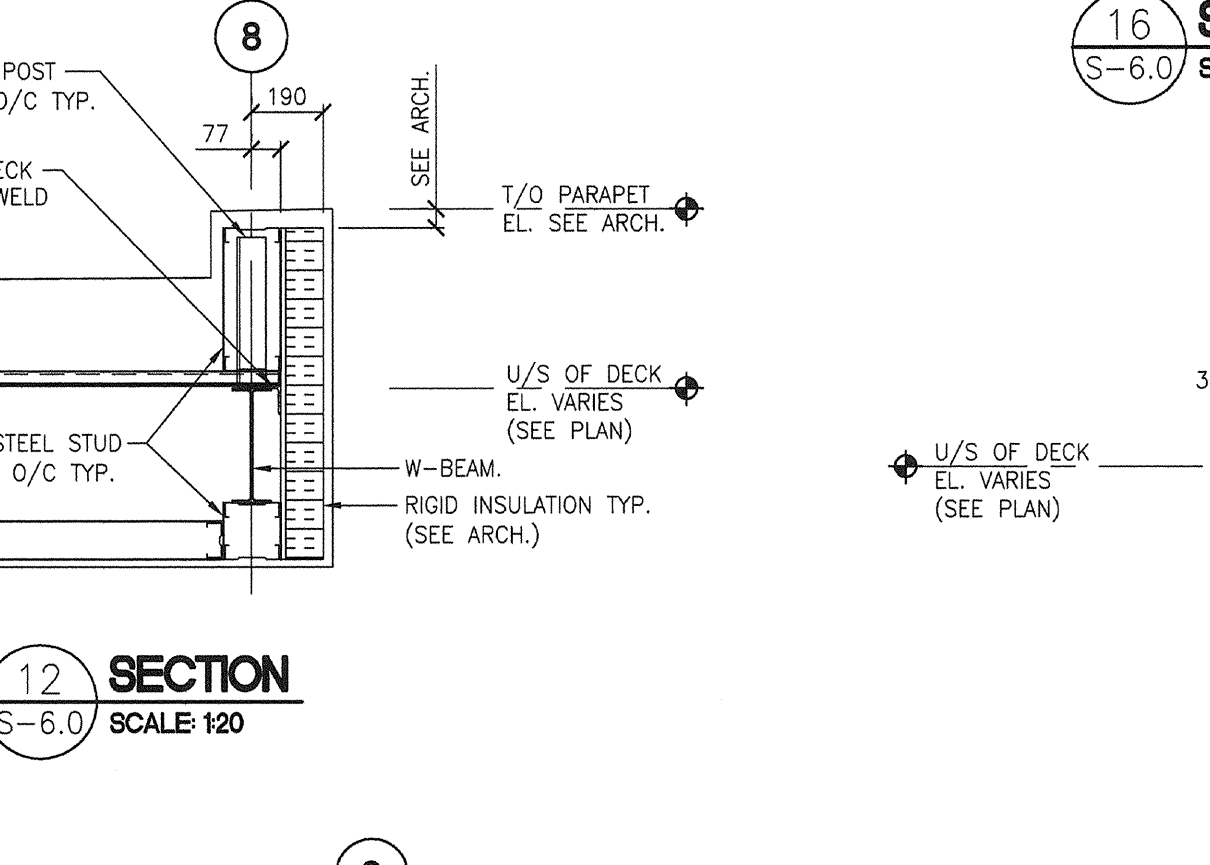 8
16
S-6.0
POST
O/C TYP.
190
77
SEE ARCH.
WELD
T/O PARAPET
EL. SEE ARCH.
U/S OF DECK
EL. VARIES
(SEE PLAN)
3
STEEL STUD
O/C TYP.
W-BEAM.
RIGID INSULATION TYP.
(SEE ARCH.)
U/S OF DECK
EL. VARIES
(SEE PLAN)
12
S-6.0
SECTION
SCALE: 1:20